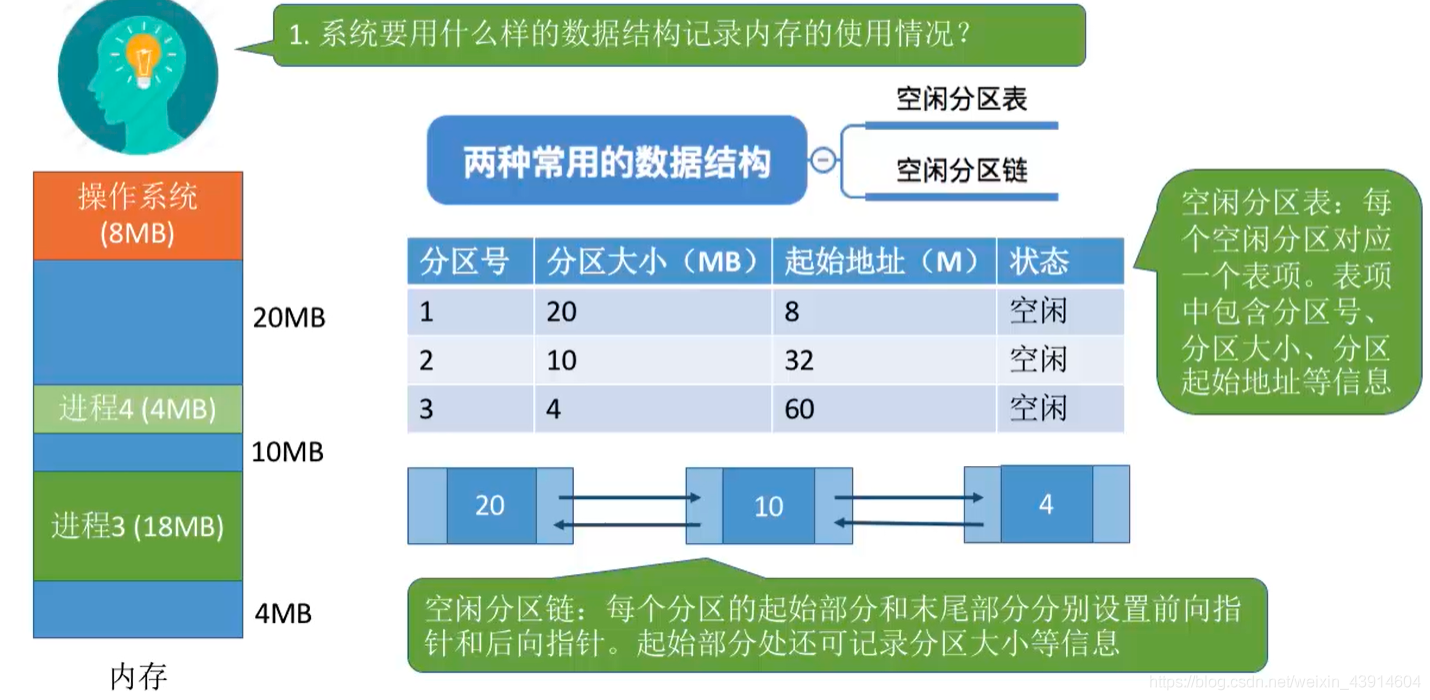 1. 系统要用什么样的数据结构记录内存的使用情况？
两种常用的数据结构
空闲分区表
空闲分区链
操作系统
(8MB)
20MB
进程4 (4MB)
10MB
进程3 (18MB)
4MB
内存
分区号 分区大小（MB） 起始地址（M） 状态
1 20 8 空闲
2 10 32 空闲
3 4 60 空闲
空闲分区表：每
个空闲分区对应
一个表项。表项
中包含分区号、
分区大小、分区
起始地址等信息
20 10 4
空闲分区链：每个分区的起始部分和末尾部分分别设置前向指
针和后向指针。起始部分处还可记录分区大小等信息
https://blog.csdn.net/weixin_43914604